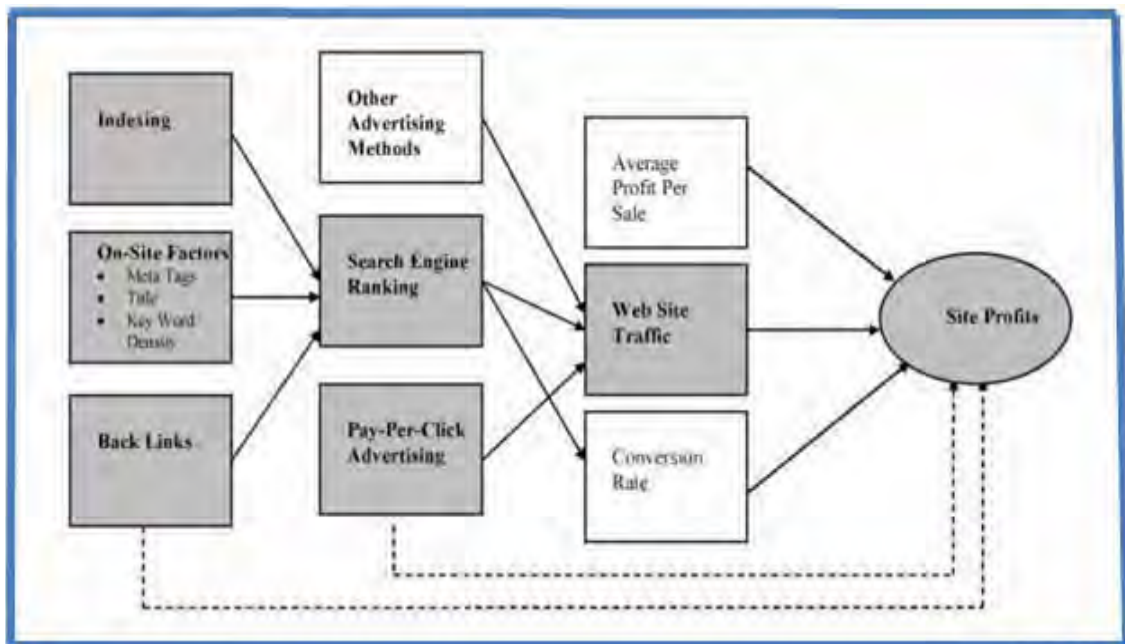 Indexing
On-Site Factors
• Meta Tags
• Title
• Key Word
Density
Back Links
Other
Advertising
Methods
Search Engine
Ranking
Pay-Per-Click
Advertising
Average
Profit Per
Sale
Web Site
Traffic
Conversion
Rate
Site Profits